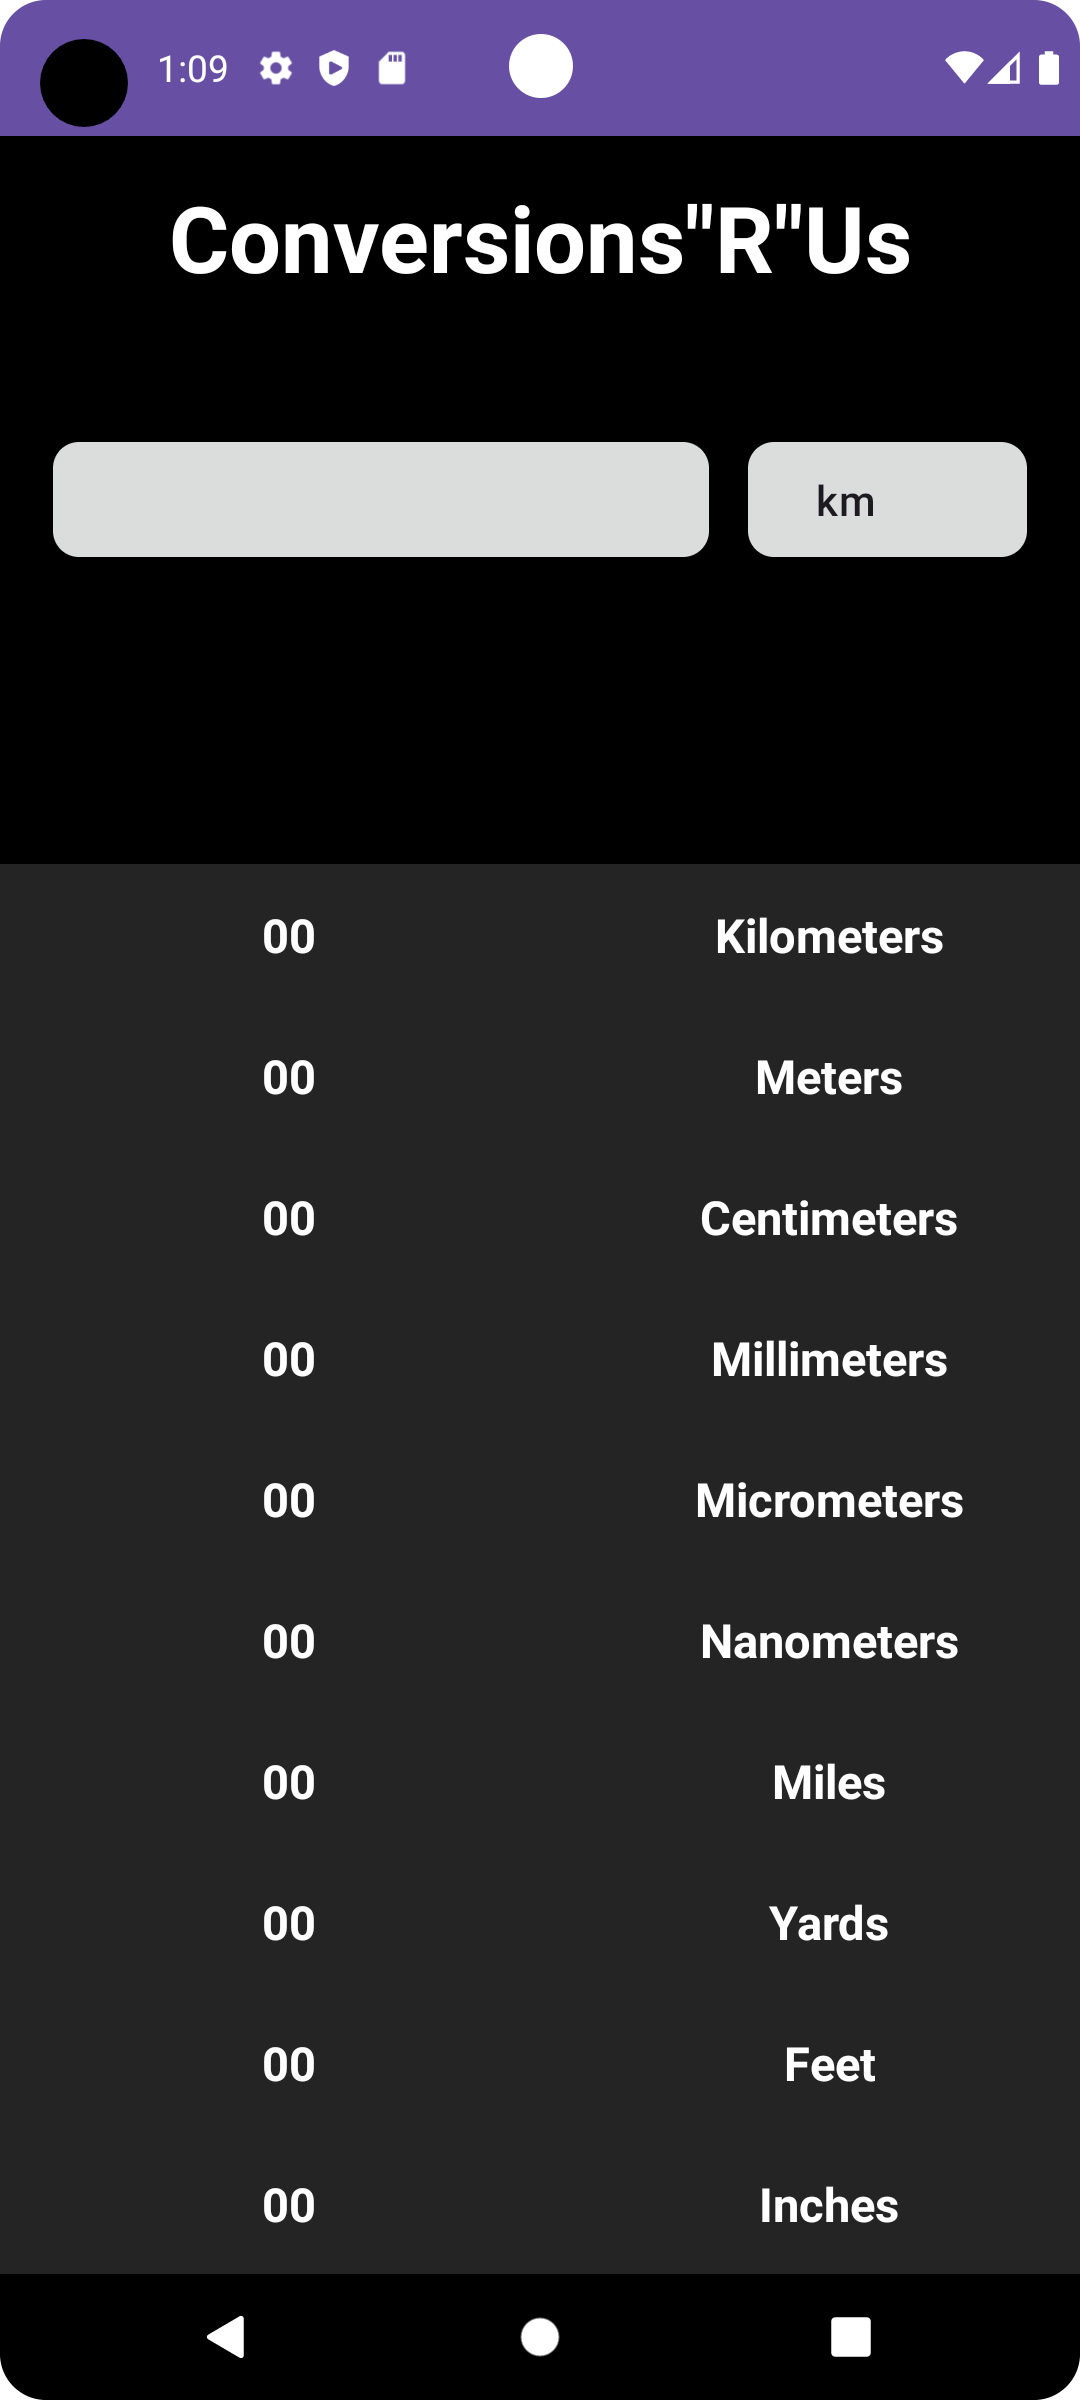 1:09
Conversions"R"Us
km
00 Kilometers
00 Meters
00 Centimeters
00 Millimeters
00 Micrometers
00 Nanometers
00 Miles
00 Yards
00 Feet
00 Inches